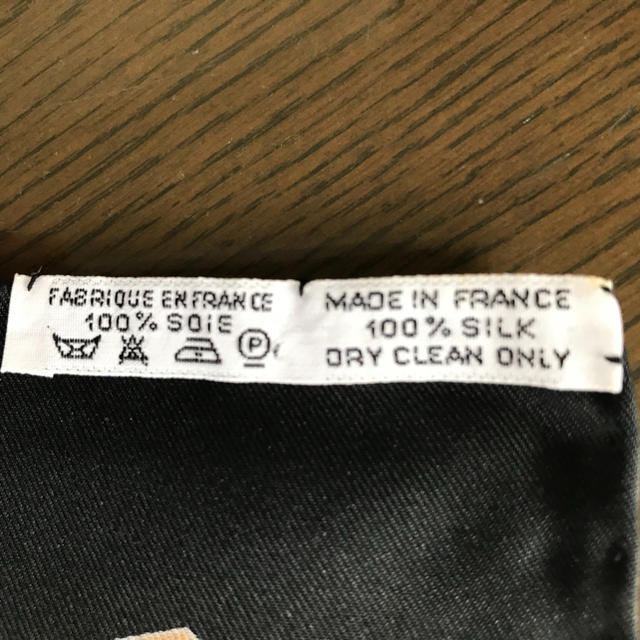 FABRIQUE EN FRANCE
100% SOIE
P
MADE IN FRANCE
100% SILK
DRY CLEAN ONLY